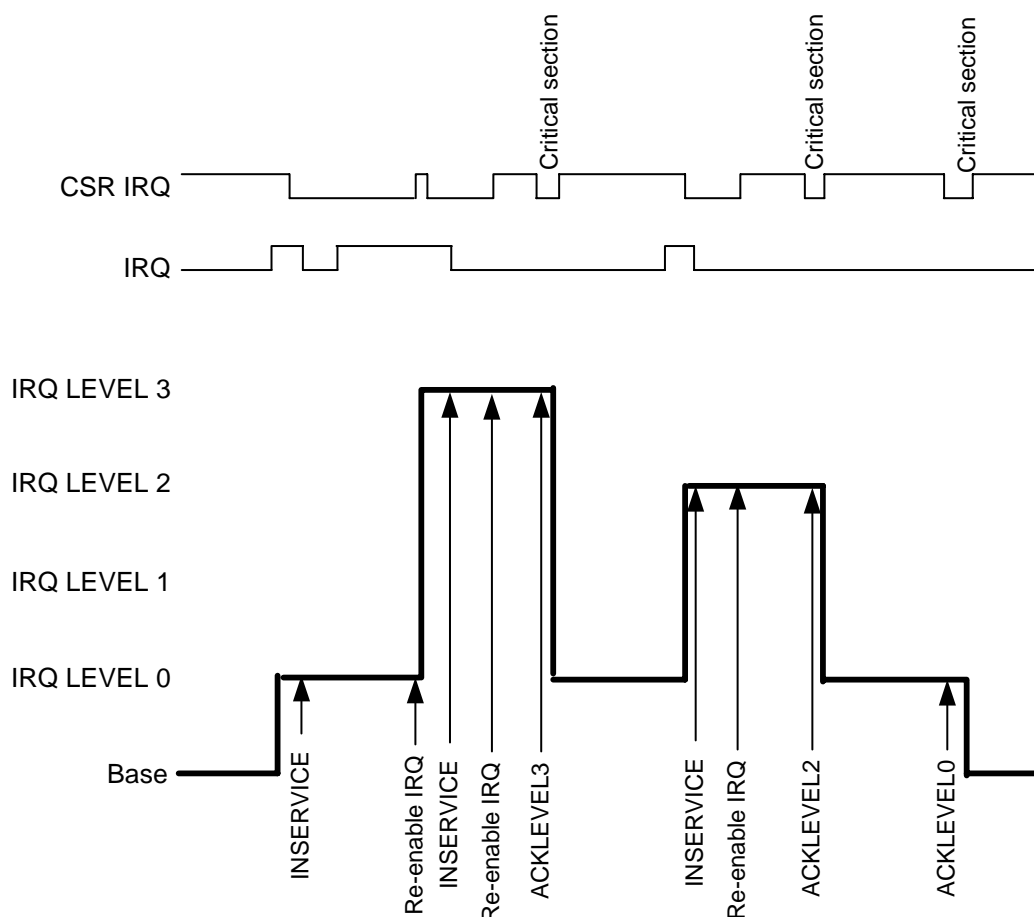 Critical section
Critical section
Critical section
CSR IRQ
IRQ
IRQ LEVEL 3
IRQ LEVEL 2
IRQ LEVEL 1
IRQ LEVEL 0
Base
INSERVICE
Re-enable IRQ
INSERVICE
Re-enable IRQ
ACKLEVEL3
INSERVICE
Re-enable IRQ
ACKLEVEL2
ACKLEVEL0